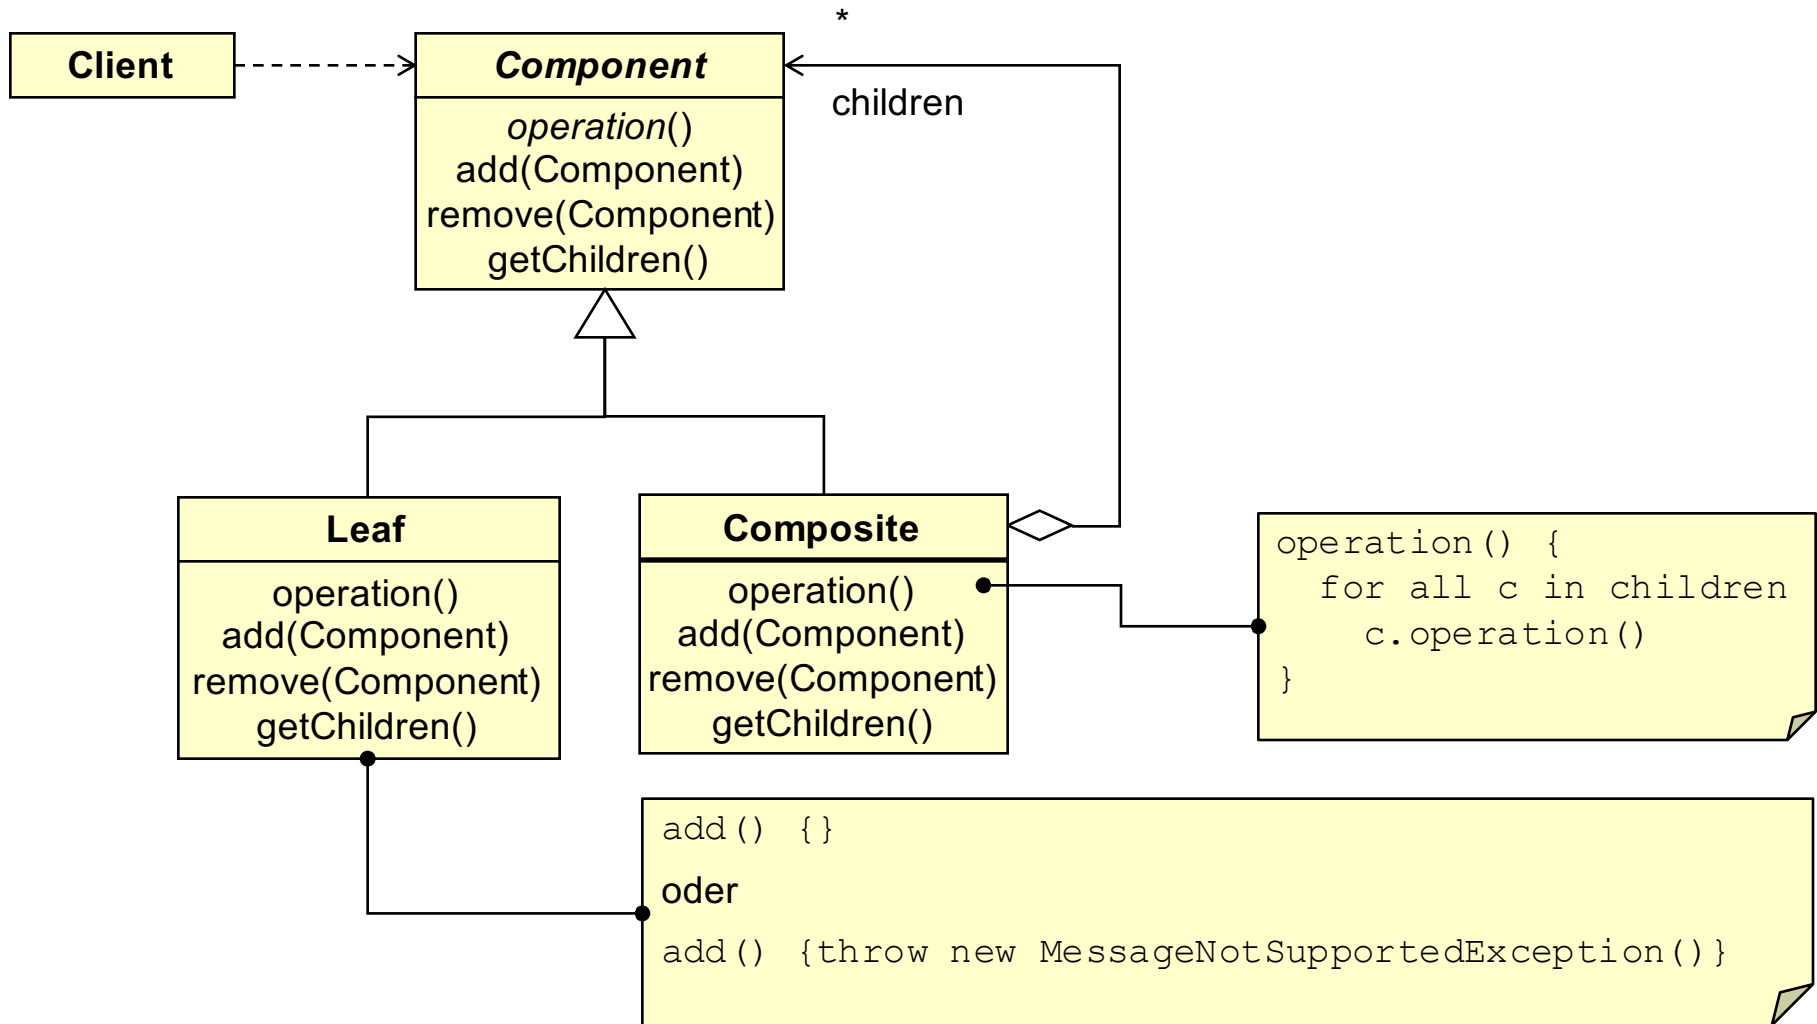 *
Client
Component
children
operation()
add(Component)
remove(Component)
getChildren()
Leaf
operation()
add(Component)
remove(Component)
getChildren()
Composite
operation()
add(Component)
remove(Component)
getChildren()
operation() {
for all c in children
c.operation()
}
add() {}
oder
add() {throw new MessageNotSupportedException()}